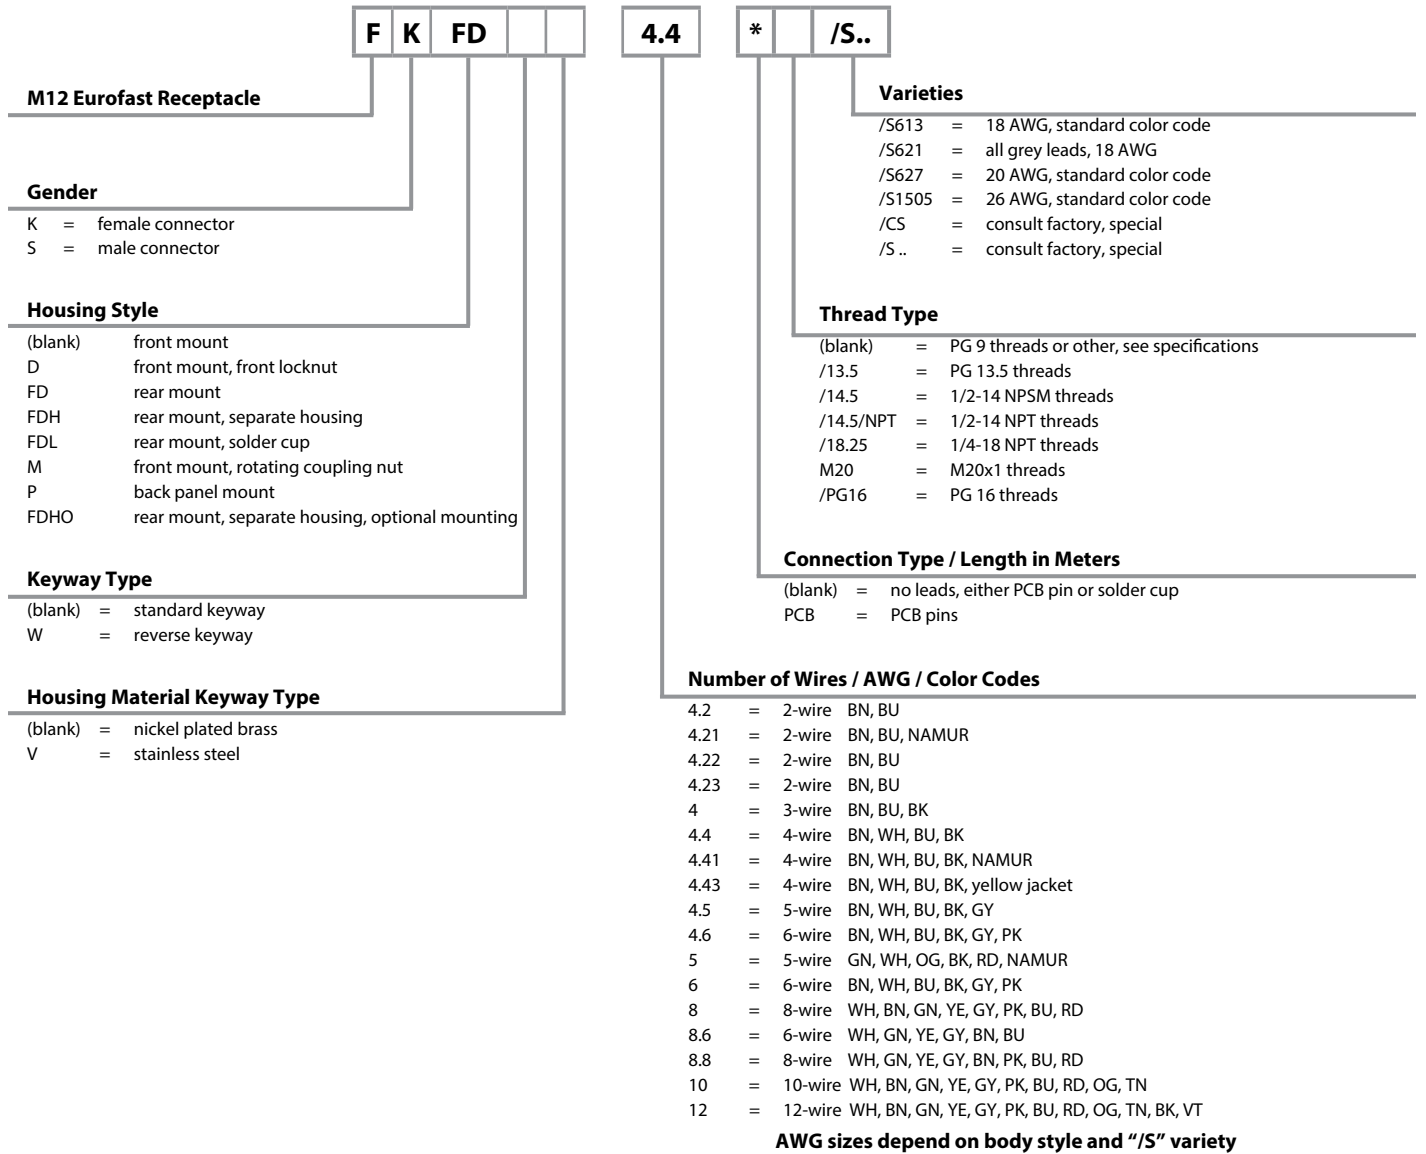 F K FD 4.4 * /S..
M12 Eurofast Receptacle
Gender
K = female connector
S = male connector
Housing Style
(blank) front mount
D front mount, front locknut
FD rear mount
FDH rear mount, separate housing
FDL rear mount, solder cup
M front mount, rotating coupling nut
P back panel mount
FDHO rear mount, separate housing, optional mounting
Keyway Type
(blank) = standard keyway
W = reverse keyway
Housing Material Keyway Type
(blank) = nickel plated brass
V = stainless steel
Varieties
/S613 = 18 AWG, standard color code
/S621 = all grey leads, 18 AWG
/S627 = 20 AWG, standard color code
/S1505 = 26 AWG, standard color code
/CS = consult factory, special
/S .. = consult factory, special
Thread Type
(blank) = PG 9 threads or other, see specifications
/13.5 = PG 13.5 threads
/14.5 = 1/2-14 NPSM threads
/14.5/NPT = 1/2-14 NPT threads
/18.25 = 1/4-18 NPT threads
M20 = M20x1 threads
/PG16 = PG 16 threads
Connection Type / Length in Meters
(blank) = no leads, either PCB pin or solder cup
PCB = PCB pins
Number of Wires / AWG / Color Codes
4.2 = 2-wire BN, BU
4.21 = 2-wire BN, BU, NAMUR
4.22 = 2-wire BN, BU
4.23 = 2-wire BN, BU
4 = 3-wire BN, BU, BK
4.4 = 4-wire BN, WH, BU, BK
4.41 = 4-wire BN, WH, BU, BK, NAMUR
4.43 = 4-wire BN, WH, BU, BK, yellow jacket
4.5 = 5-wire BN, WH, BU, BK, GY
4.6 = 6-wire BN, WH, BU, BK, GY, PK
5 = 5-wire GN, WH, OG, BK, RD, NAMUR
6 = 6-wire BN, WH, BU, BK, GY, PK
8 = 8-wire WH, BN, GN, YE, GY, PK, BU, RD
8.6 = 6-wire WH, GN, YE, GY, BN, BU
8.8 = 8-wire WH, GN, YE, GY, BN, PK, BU, RD
10 = 10-wire WH, BN, GN, YE, GY, PK, BU, RD, OG, TN
12 = 12-wire WH, BN, GN, YE, GY, PK, BU, RD, OG, TN, BK, VT
AWG sizes depend on body style and “/S” variety